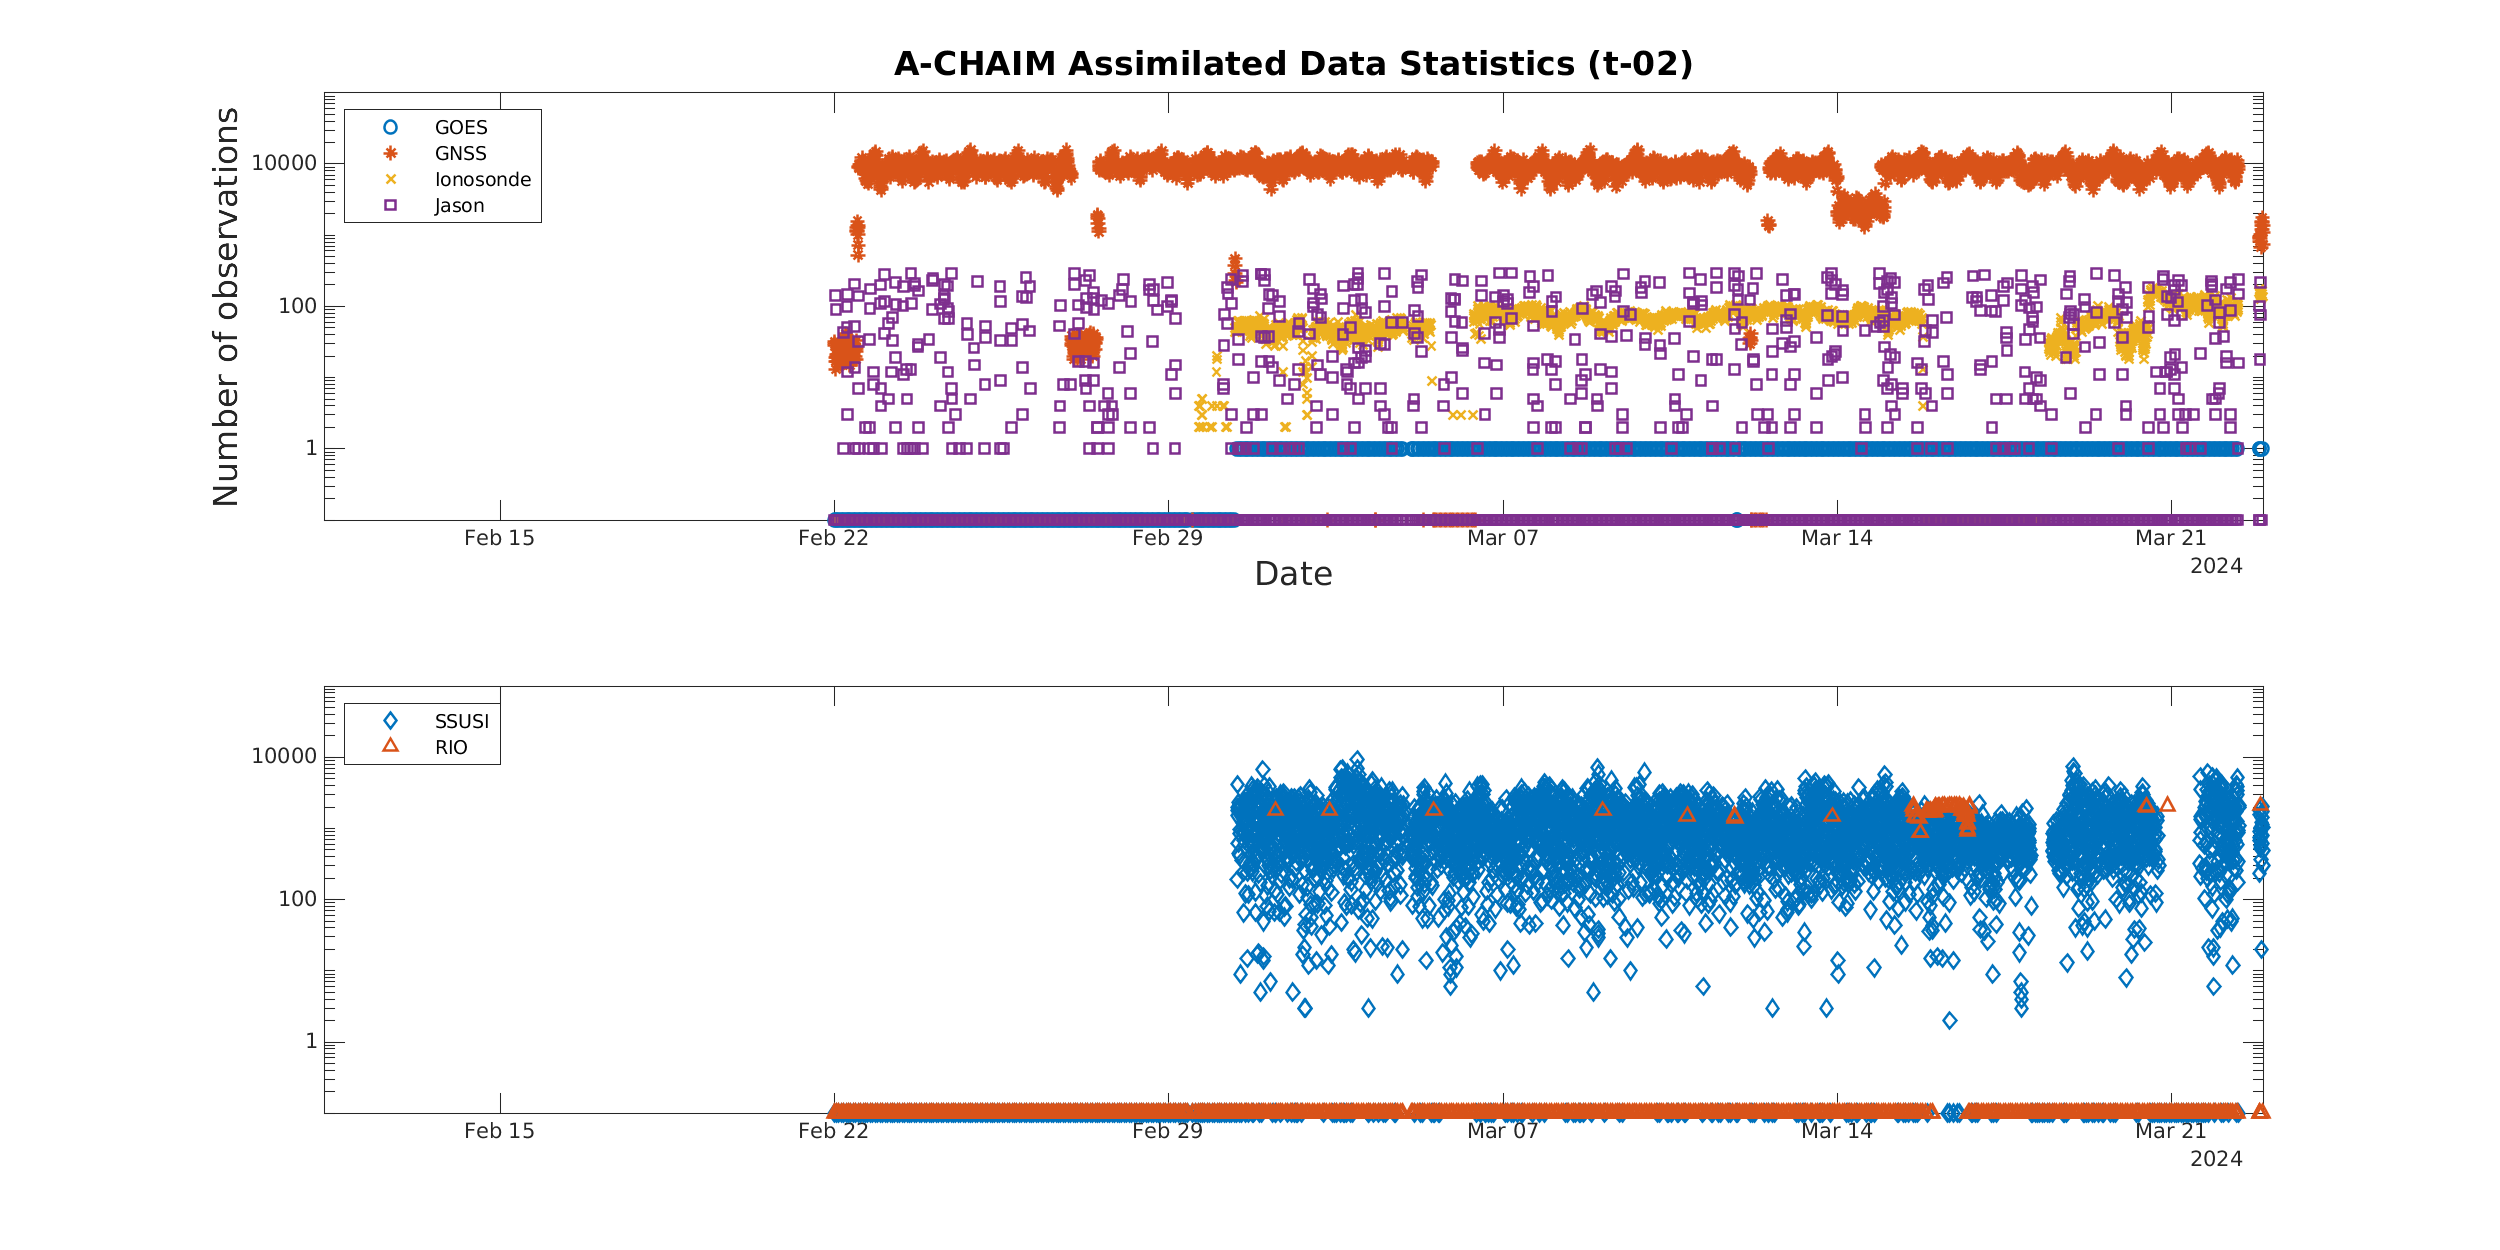 A-CHAIM Assimilated Data Statistics (t-02)
Number of observations
10000
100
1
GOES
GNSS
Ionosonde
Jason
Feb 15
Feb 22
Feb 29
Mar 07
Mar 14
Mar 21
2024
Date
10000
100
1
SSUSI
RIO
Feb 15
Feb 22
Feb 29
Mar 07
Mar 14
Mar 21
2024